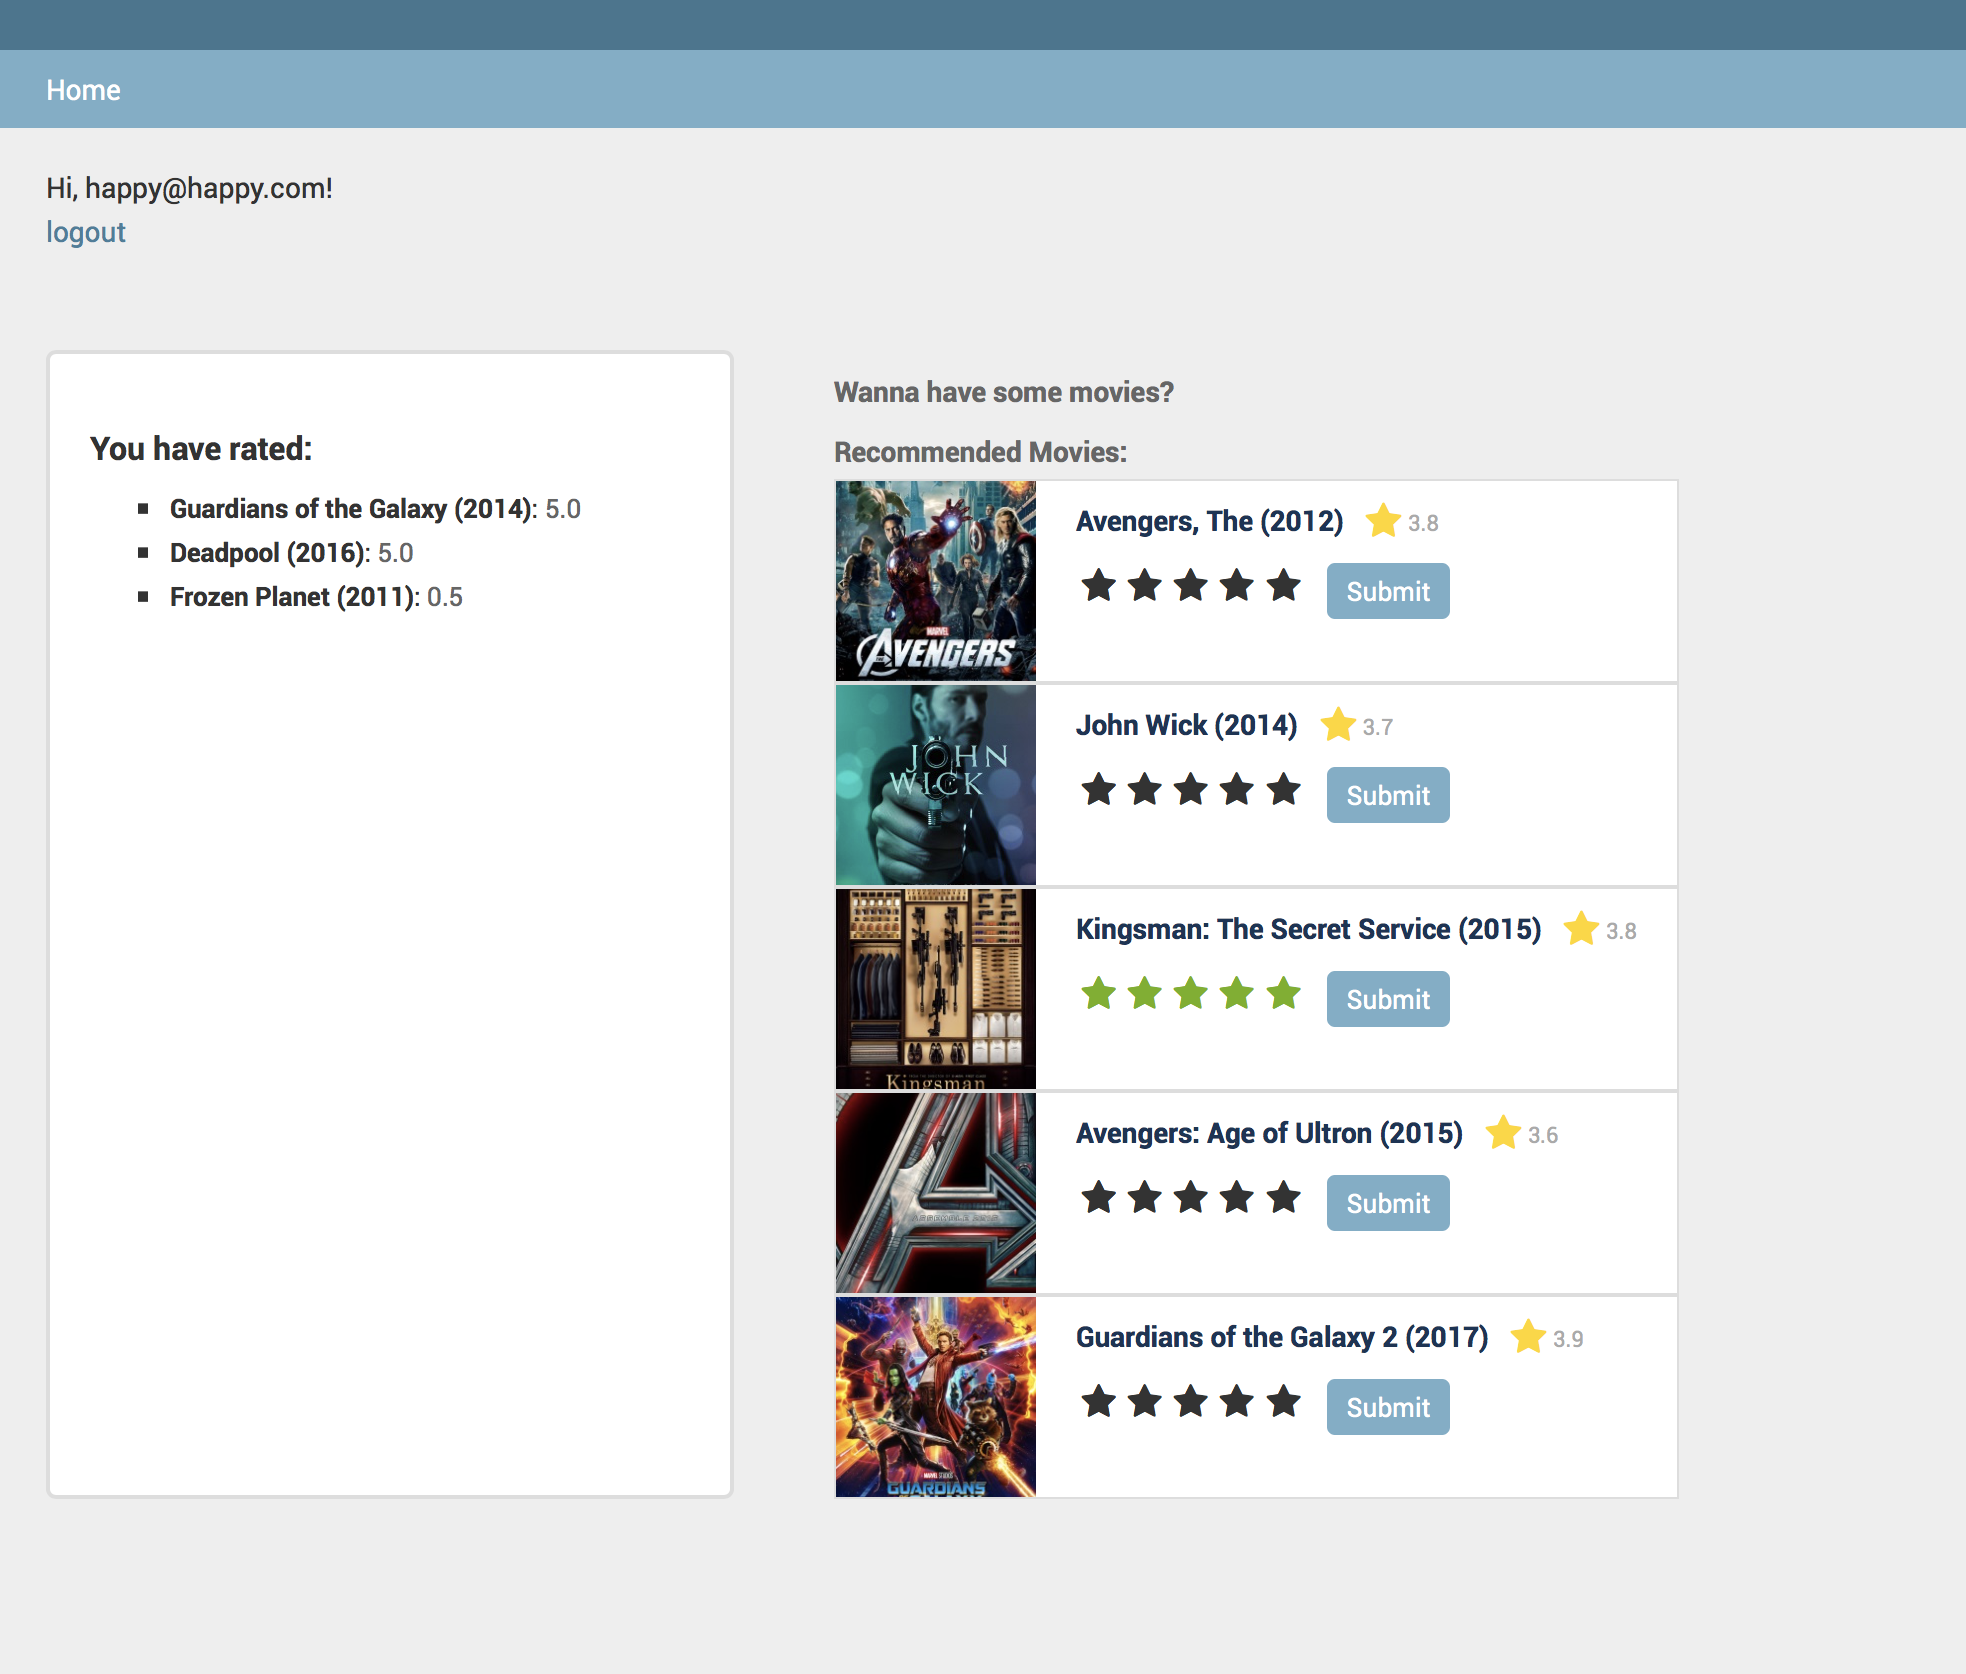 Home
Hi, happy@happy.com!
logout
You have rated:
Guardians of the Galaxy (2014): 5.0
Deadpool (2016): 5.0
Frozen Planet (2011): 0.5
Wanna have some movies?
Recommended Movies:
MARVEL
AVENGERS
Avengers, The (2012) 3.8
Submit
JOHN
WICK
John Wick (2014) 3.7
Submit
Kingsman
Kingsman: The Secret Service (2015) 3.8
Submit
Avengers: Age of Ultron (2015) 3.6
Submit
MARVEL STUDIOS
GUARDIANS
Guardians of the Galaxy 2 (2017) 3.9
Submit